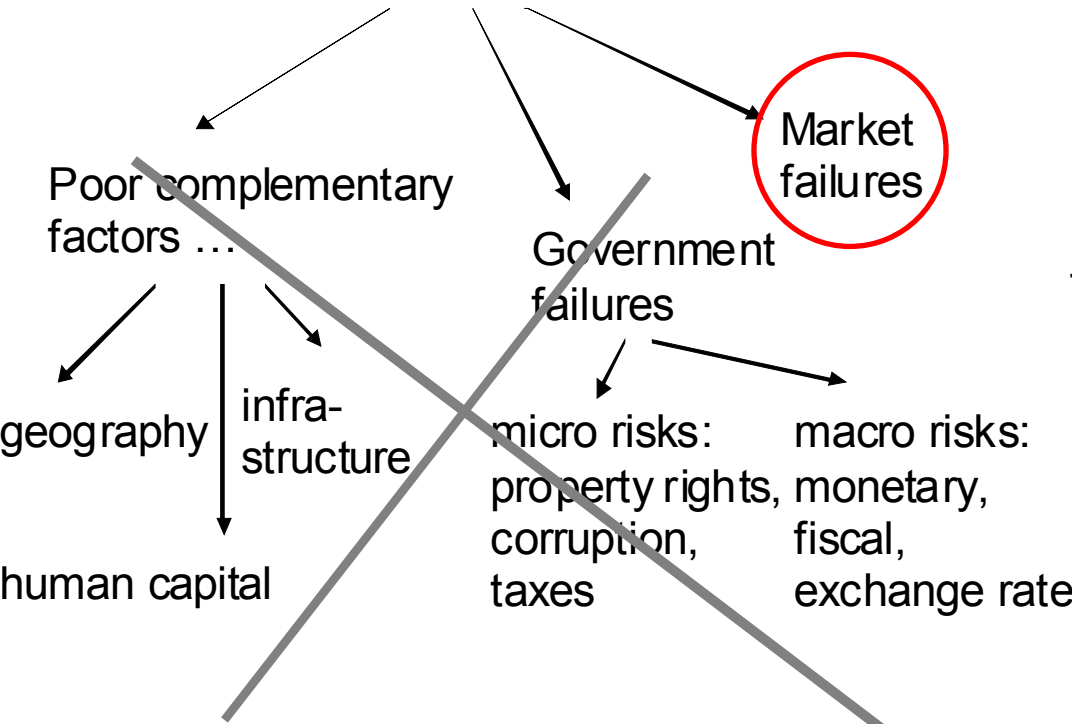 Market
failures
Poor complementary
factors …
Government
failures
geography
infra-
structure
human capital
micro risks:
property rights,
corruption,
taxes
macro risks:
monetary,
fiscal,
exchange rate